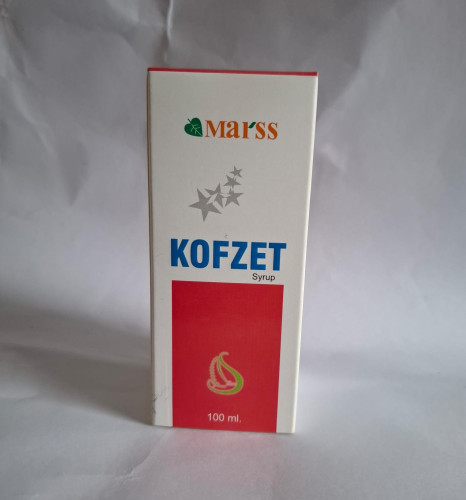 Marss
KOFZET
Syrup
100 ml.